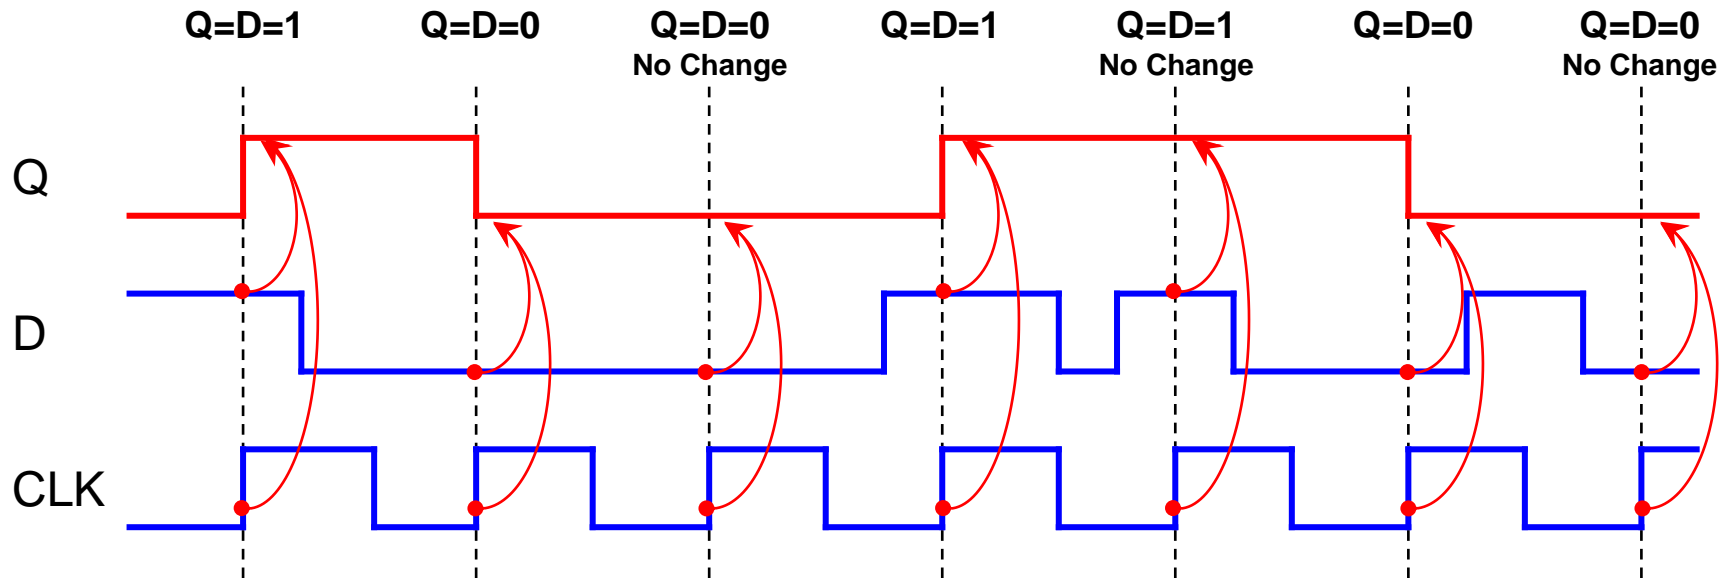 Q=D=1 Q=D=0 Q=D=0 Q=D=1 Q=D=1 Q=D=0 Q=D=0
No Change No Change No Change
Q
D
CLK